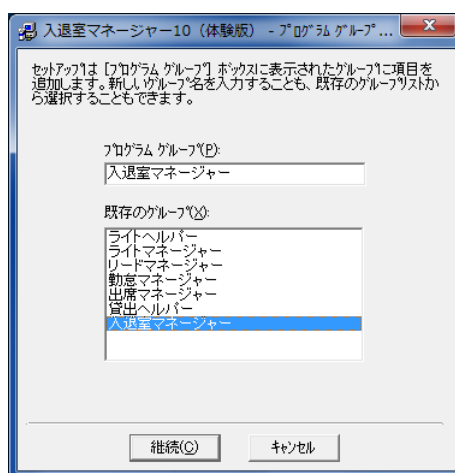 入退室マネージャー10（体験版） - ﾌﾟﾛｸﾞﾗﾑ ｸﾞﾙｰﾌﾟ ...
ｾｯﾄｱｯﾌﾟは [ﾌﾟﾛｸﾞﾗﾑ ｸﾞﾙｰﾌﾟ] ﾎﾞｯｸｽに表示されたｸﾞﾙｰﾌﾟに項目を
追加します。新しいｸﾞﾙｰﾌﾟ名を入力することも、既存のｸﾞﾙｰﾌﾟﾘｽﾄか
ら選択することもできます。
ﾌﾟﾛｸﾞﾗﾑ ｸﾞﾙｰﾌﾟ(P):
入退室マネージャー
既存のｸﾞﾙｰﾌﾟ(X):
ライトヘルパー
ライトマネージャー
リードマネージャー
勤怠マネージャー
出席マネージャー
貸出ヘルパー
入退室マネージャー
継続(C)
ｷｬﾝｾﾙ